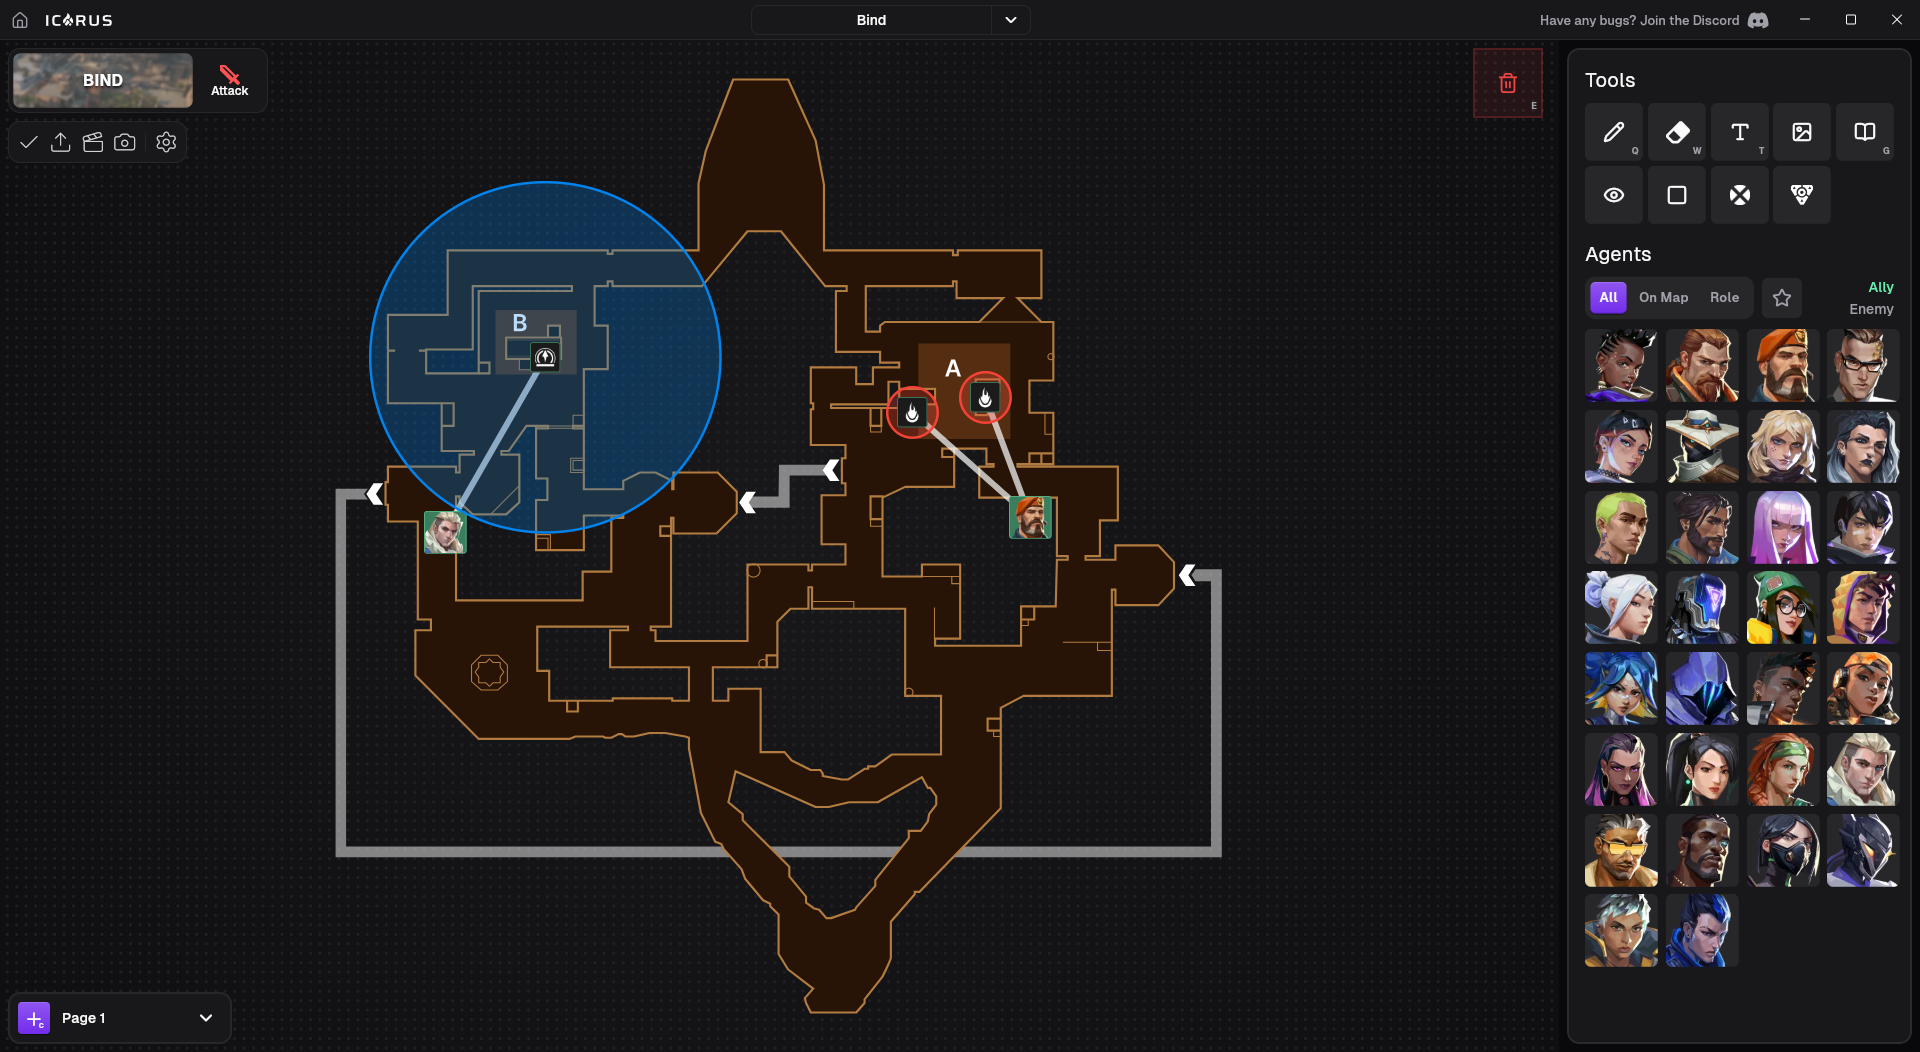 ICARUS
Bind
Have any bugs? Join the Discord
BIND
Attack
E
Tools
Q
W
T
G
Agents
All
On Map
Role
Ally
Enemy
B
A
C
Page 1